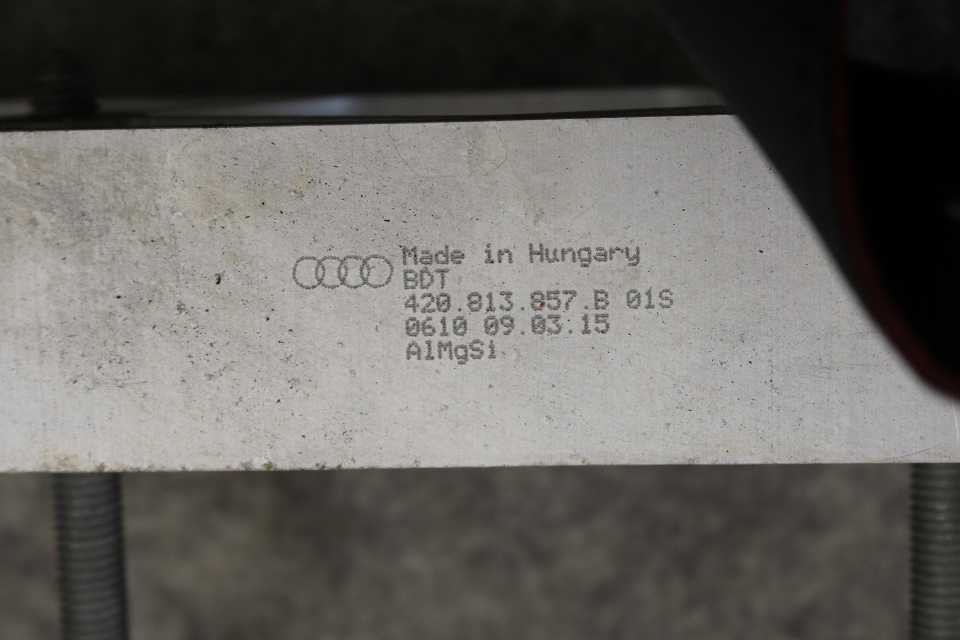 Made in Hungary
BDT
420.813.857.B 01S
0610 09.03.15
AlMgSi